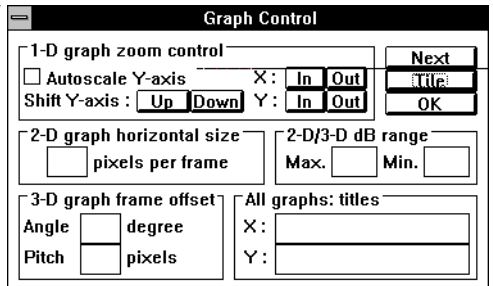 Graph Control
1-D graph zoom control
Autoscale Y-axis X: In Out
Shift Y-axis : Up Down Y: In Out
Next
Tile
OK
2-D graph horizontal size
pixels per frame
2-D/3-D dB range
Max. Min.
3-D graph frame offset
Angle degree
Pitch pixels
All graphs: titles
X:
Y: